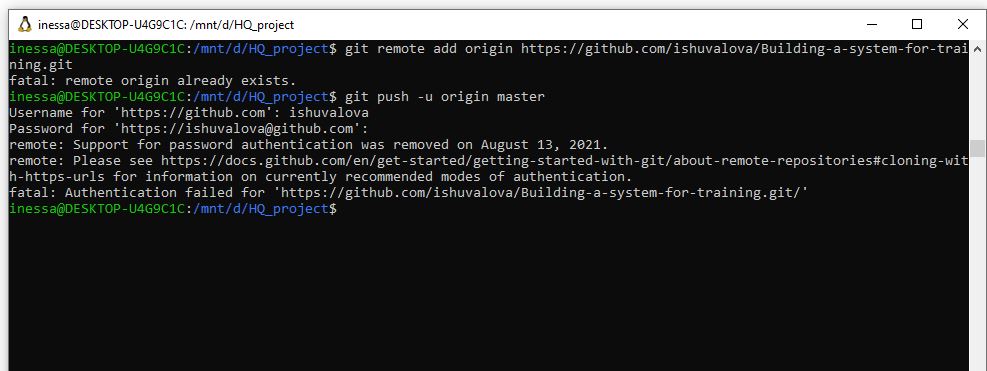 inessa@DESKTOP-U4G9C1C: /mnt/d/HQ_project
inessa@DESKTOP-U4G9C1C:/mnt/d/HQ_project$ git remote add origin https://github.com/ishuvalova/Building-a-system-for-trai
ning.git
fatal: remote origin already exists.
inessa@DESKTOP-U4G9C1C:/mnt/d/HQ_project$ git push -u origin master
Username for 'https://github.com': ishuvalova
Password for 'https://ishuvalova@github.com':
remote: Support for password authentication was removed on August 13, 2021.
remote: Please see https://docs.github.com/en/get-started/getting-started-with-git/about-remote-repositories#cloning-wit
h-https-urls for information on currently recommended modes of authentication.
fatal: Authentication failed for 'https://github.com/ishuvalova/Building-a-system-for-training.git/'
inessa@DESKTOP-U4G9C1C:/mnt/d/HQ_project$